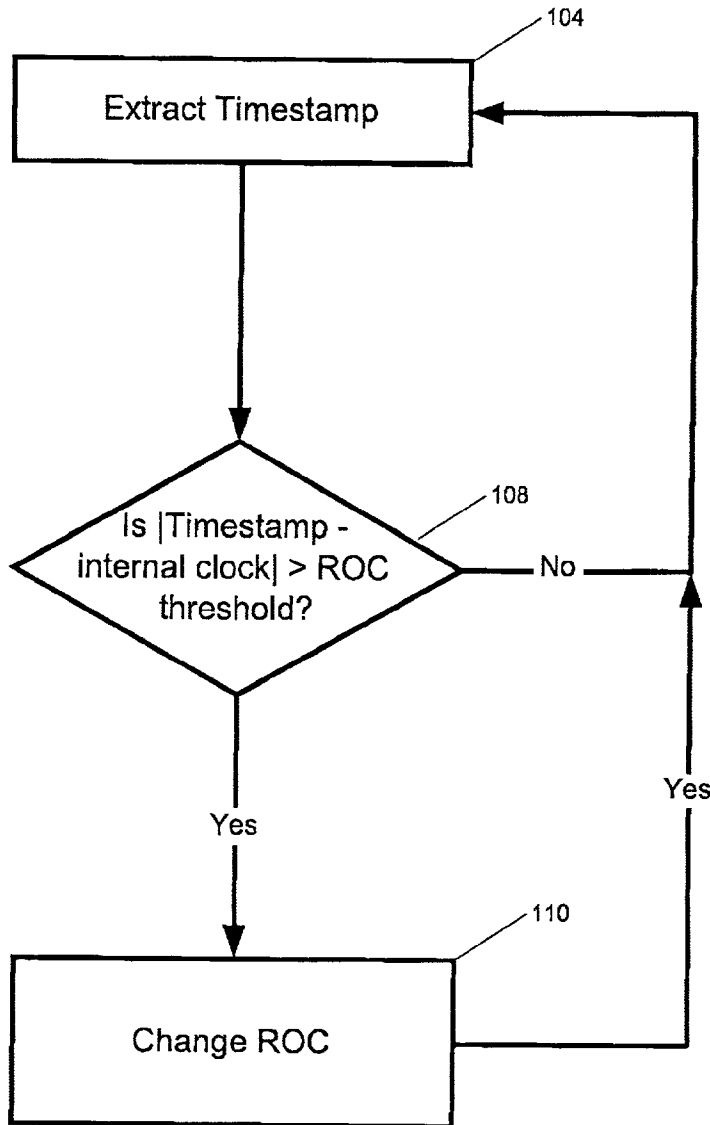 104
Extract Timestamp
108
Is |Timestamp -
internal clock| > ROC
threshold?
No
Yes
Yes
110
Change ROC